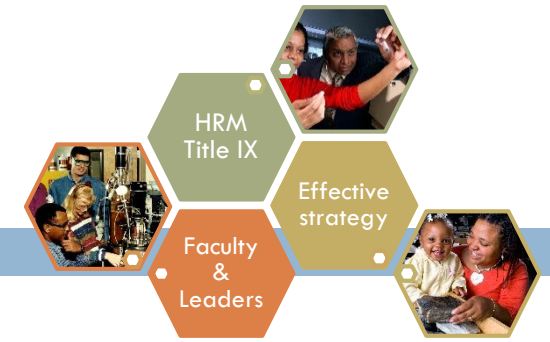 HRM
Title IX
Effective
strategy
Faculty
&
Leaders